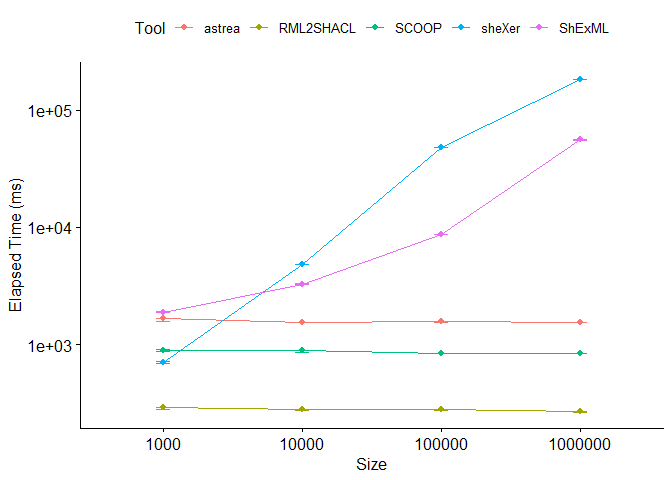 Tool astrea RML2SHACL SCOOP sheXer ShExML
1e+05
1e+04
1e+03
Elapsed Time (ms)
1000 10000 100000 1000000
Size